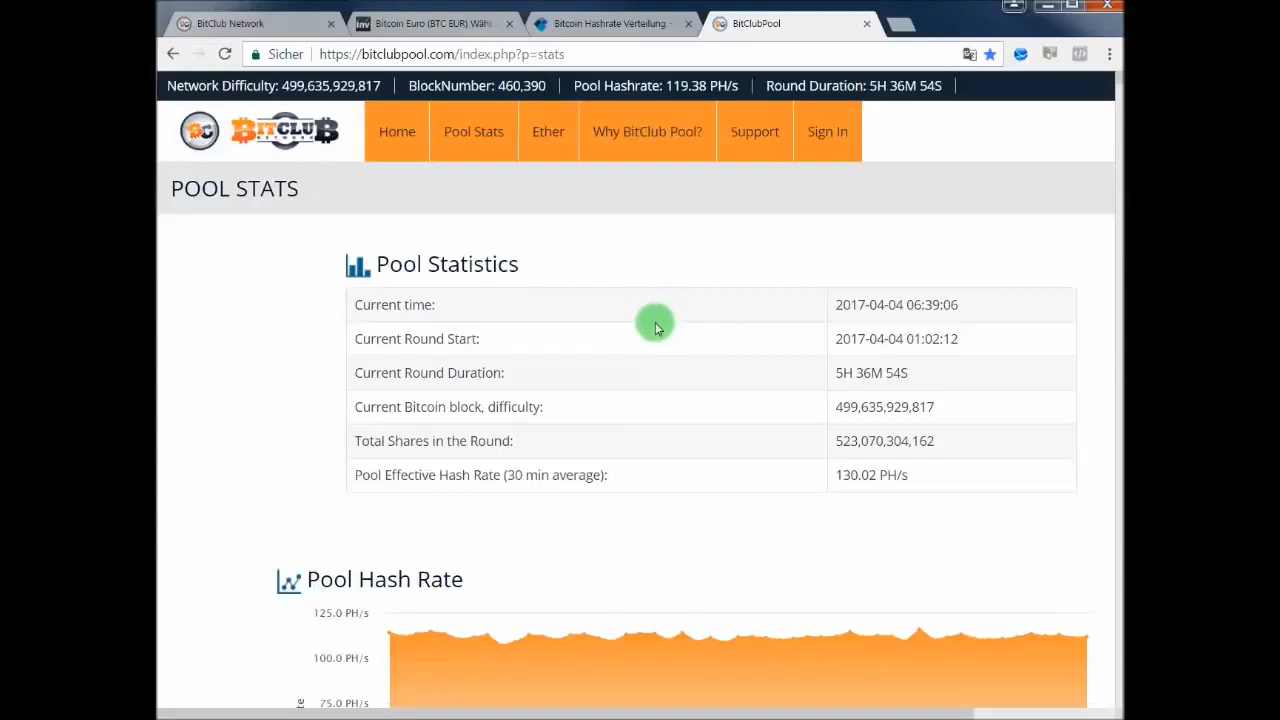 BitClub Network
Bitcoin Euro (BTC EUR) Wäh
Bitcoin Hashrate Verteilung
BitClubPool
Sicher
https://bitclubpool.com/index.php?p=stats
Network Difficulty: 499,635,929,817
BlockNumber: 460,390
Pool Hashrate: 119.38 PH/s
Round Duration: 5H 36M 54S
BITCLUB
NETWORK
Home
Pool Stats
Ether
Why BitClub Pool?
Support
Sign In
POOL STATS
Pool Statistics
Current time: 2017-04-04 06:39:06
Current Round Start: 2017-04-04 01:02:12
Current Round Duration: 5H 36M 54S
Current Bitcoin block, difficulty: 499,635,929,817
Total Shares in the Round: 523,070,304,162
Pool Effective Hash Rate (30 min average): 130.02 PH/s
Pool Hash Rate
125.0 PH/s
100.0 PH/s
75.0 PH/s